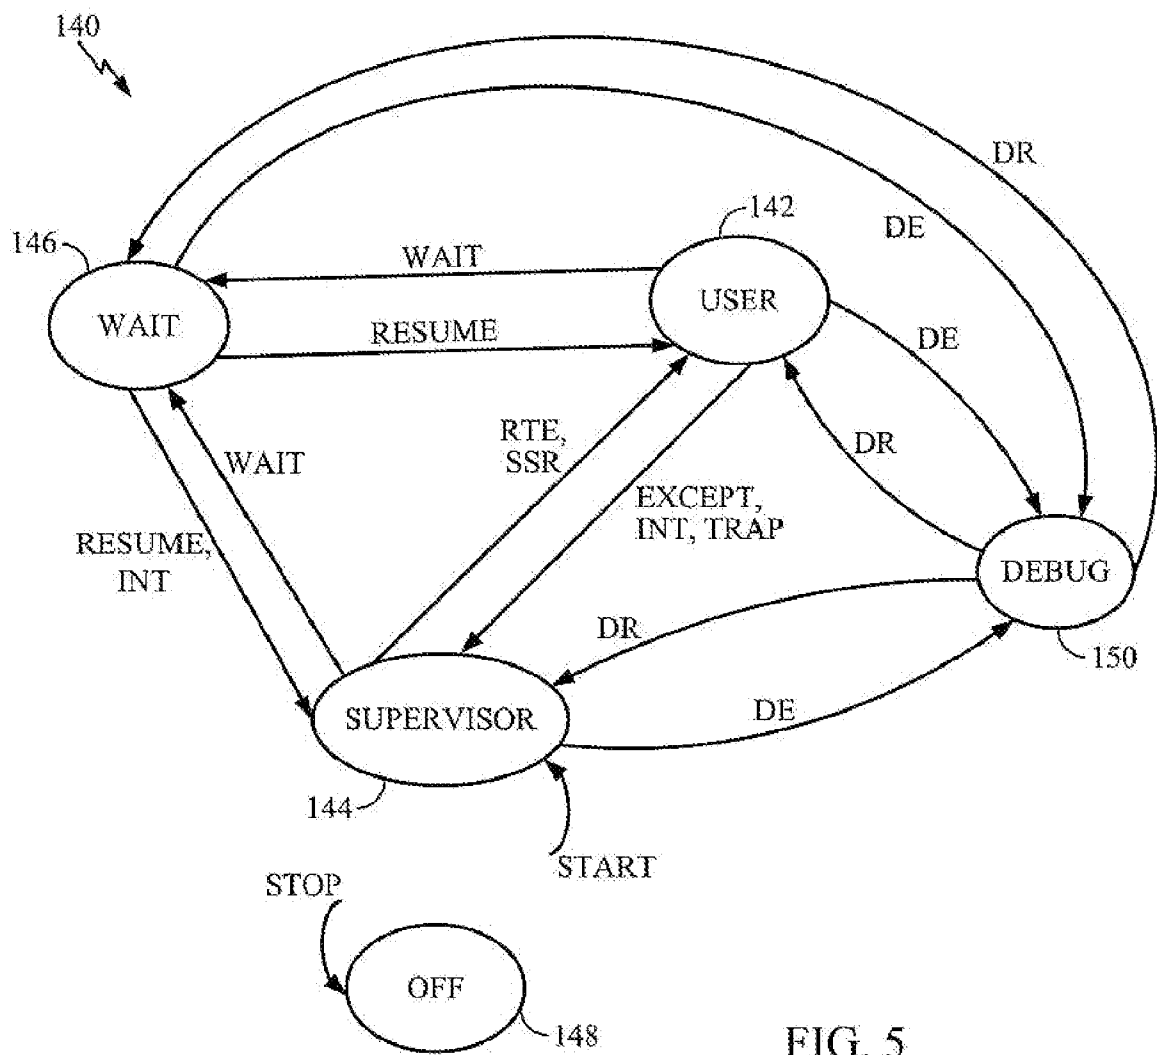 140
DR
142
DE
146
WAIT
USER
WAIT
RESUME
DE
RTE,
SSR
DR
WAIT
EXCEPT,
INT, TRAP
RESUME,
INT
DEBUG
DR
150
SUPERVISOR
DE
144
START
STOP
OFF
148
FIG. 5